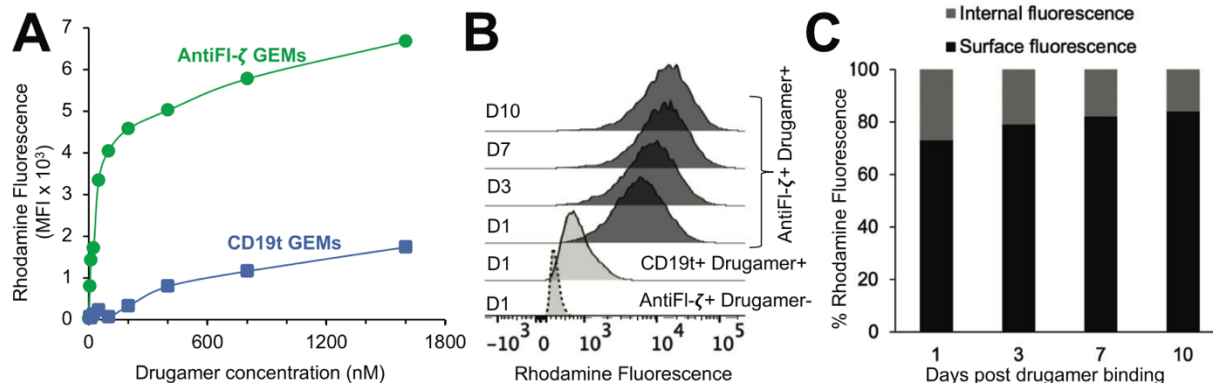 A
AntiFl-ζ GEMs
CD19t GEMs
Rhodamine Fluorescence
(MFI x 10³)
7
6
5
4
3
2
1
0
0 600 1200 1800
Drugamer concentration (nM)
B
D10
D7
D3
D1
D1 CD19t+ Drugamer+
D1 AntiFl-ζ+ Drugamer-
AntiFl-ζ+ Drugamer+
-10³ 0 10³ 10⁴ 10⁵
Rhodamine Fluorescence
C
Internal fluorescence
Surface fluorescence
% Rhodamine Fluorescence
100
80
60
40
20
0
1 3 7 10
Days post drugamer binding